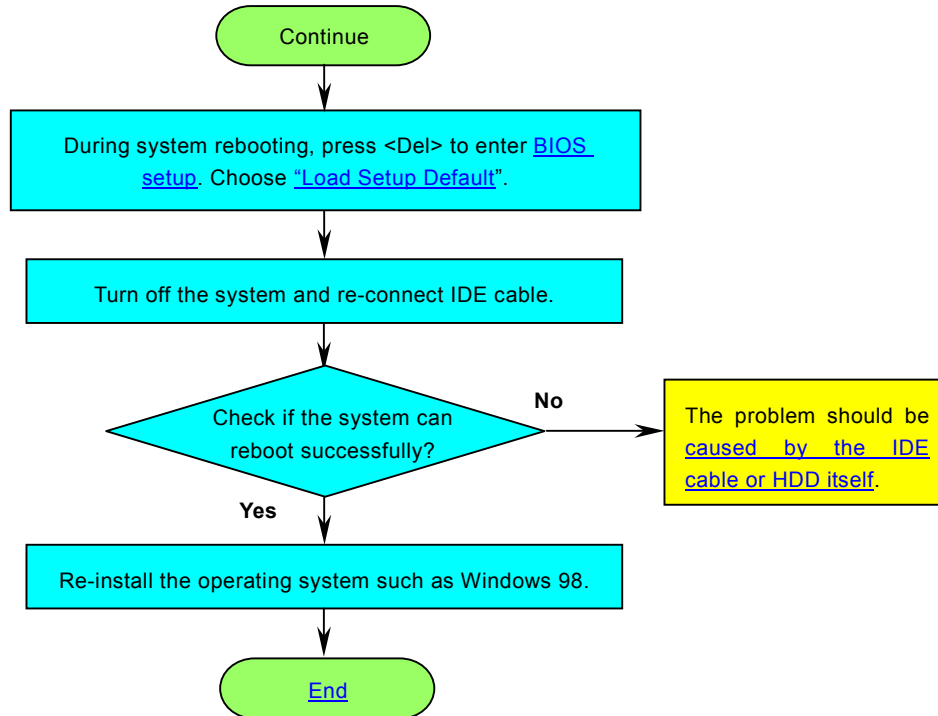 Continue
During system rebooting, press <Del> to enter BIOS
setup. Choose “Load Setup Default”.
Turn off the system and re-connect IDE cable.
Check if the system can
reboot successfully?
No
The problem should be
caused by the IDE
cable or HDD itself.
Yes
Re-install the operating system such as Windows 98.
End